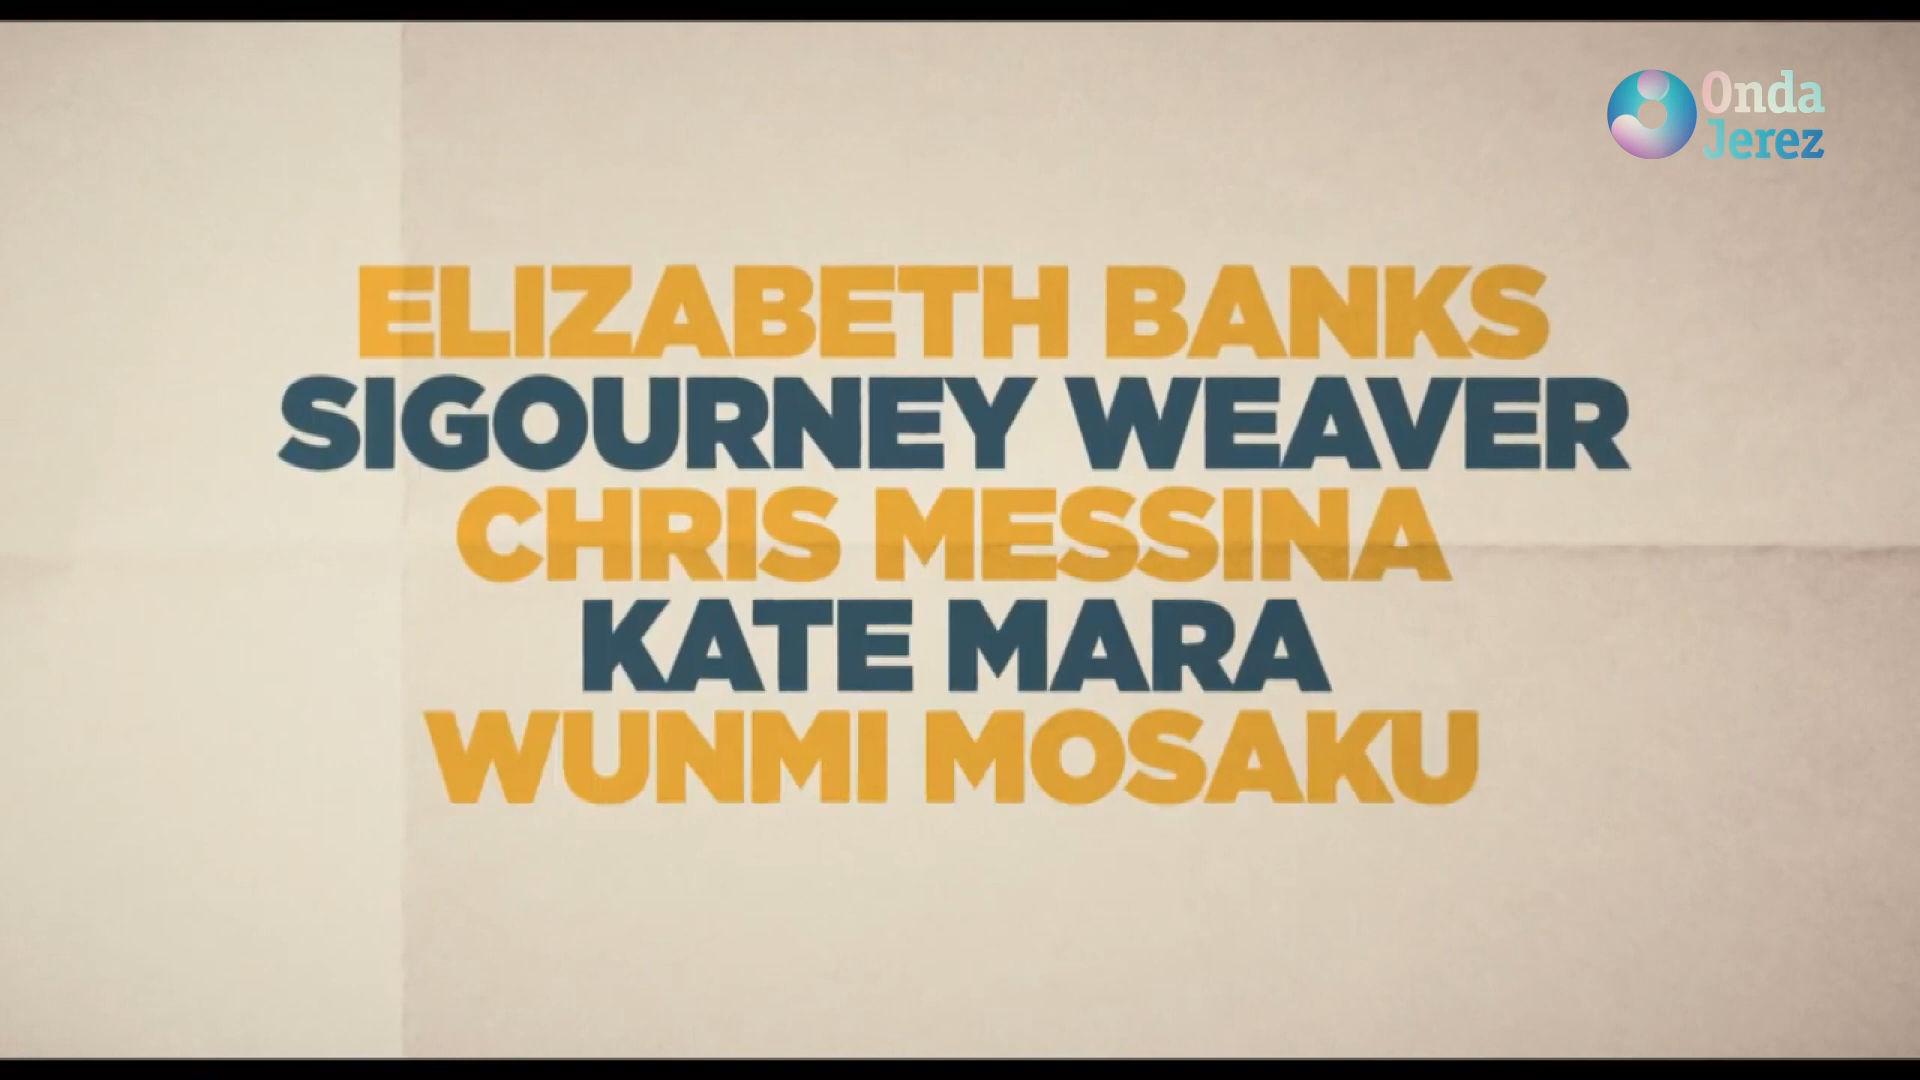 Onda
Jerez
ELIZABETH BANKS
SIGOURNEY WEAVER
CHRIS MESSINA
KATE MARA
WUNMI MOSAKU